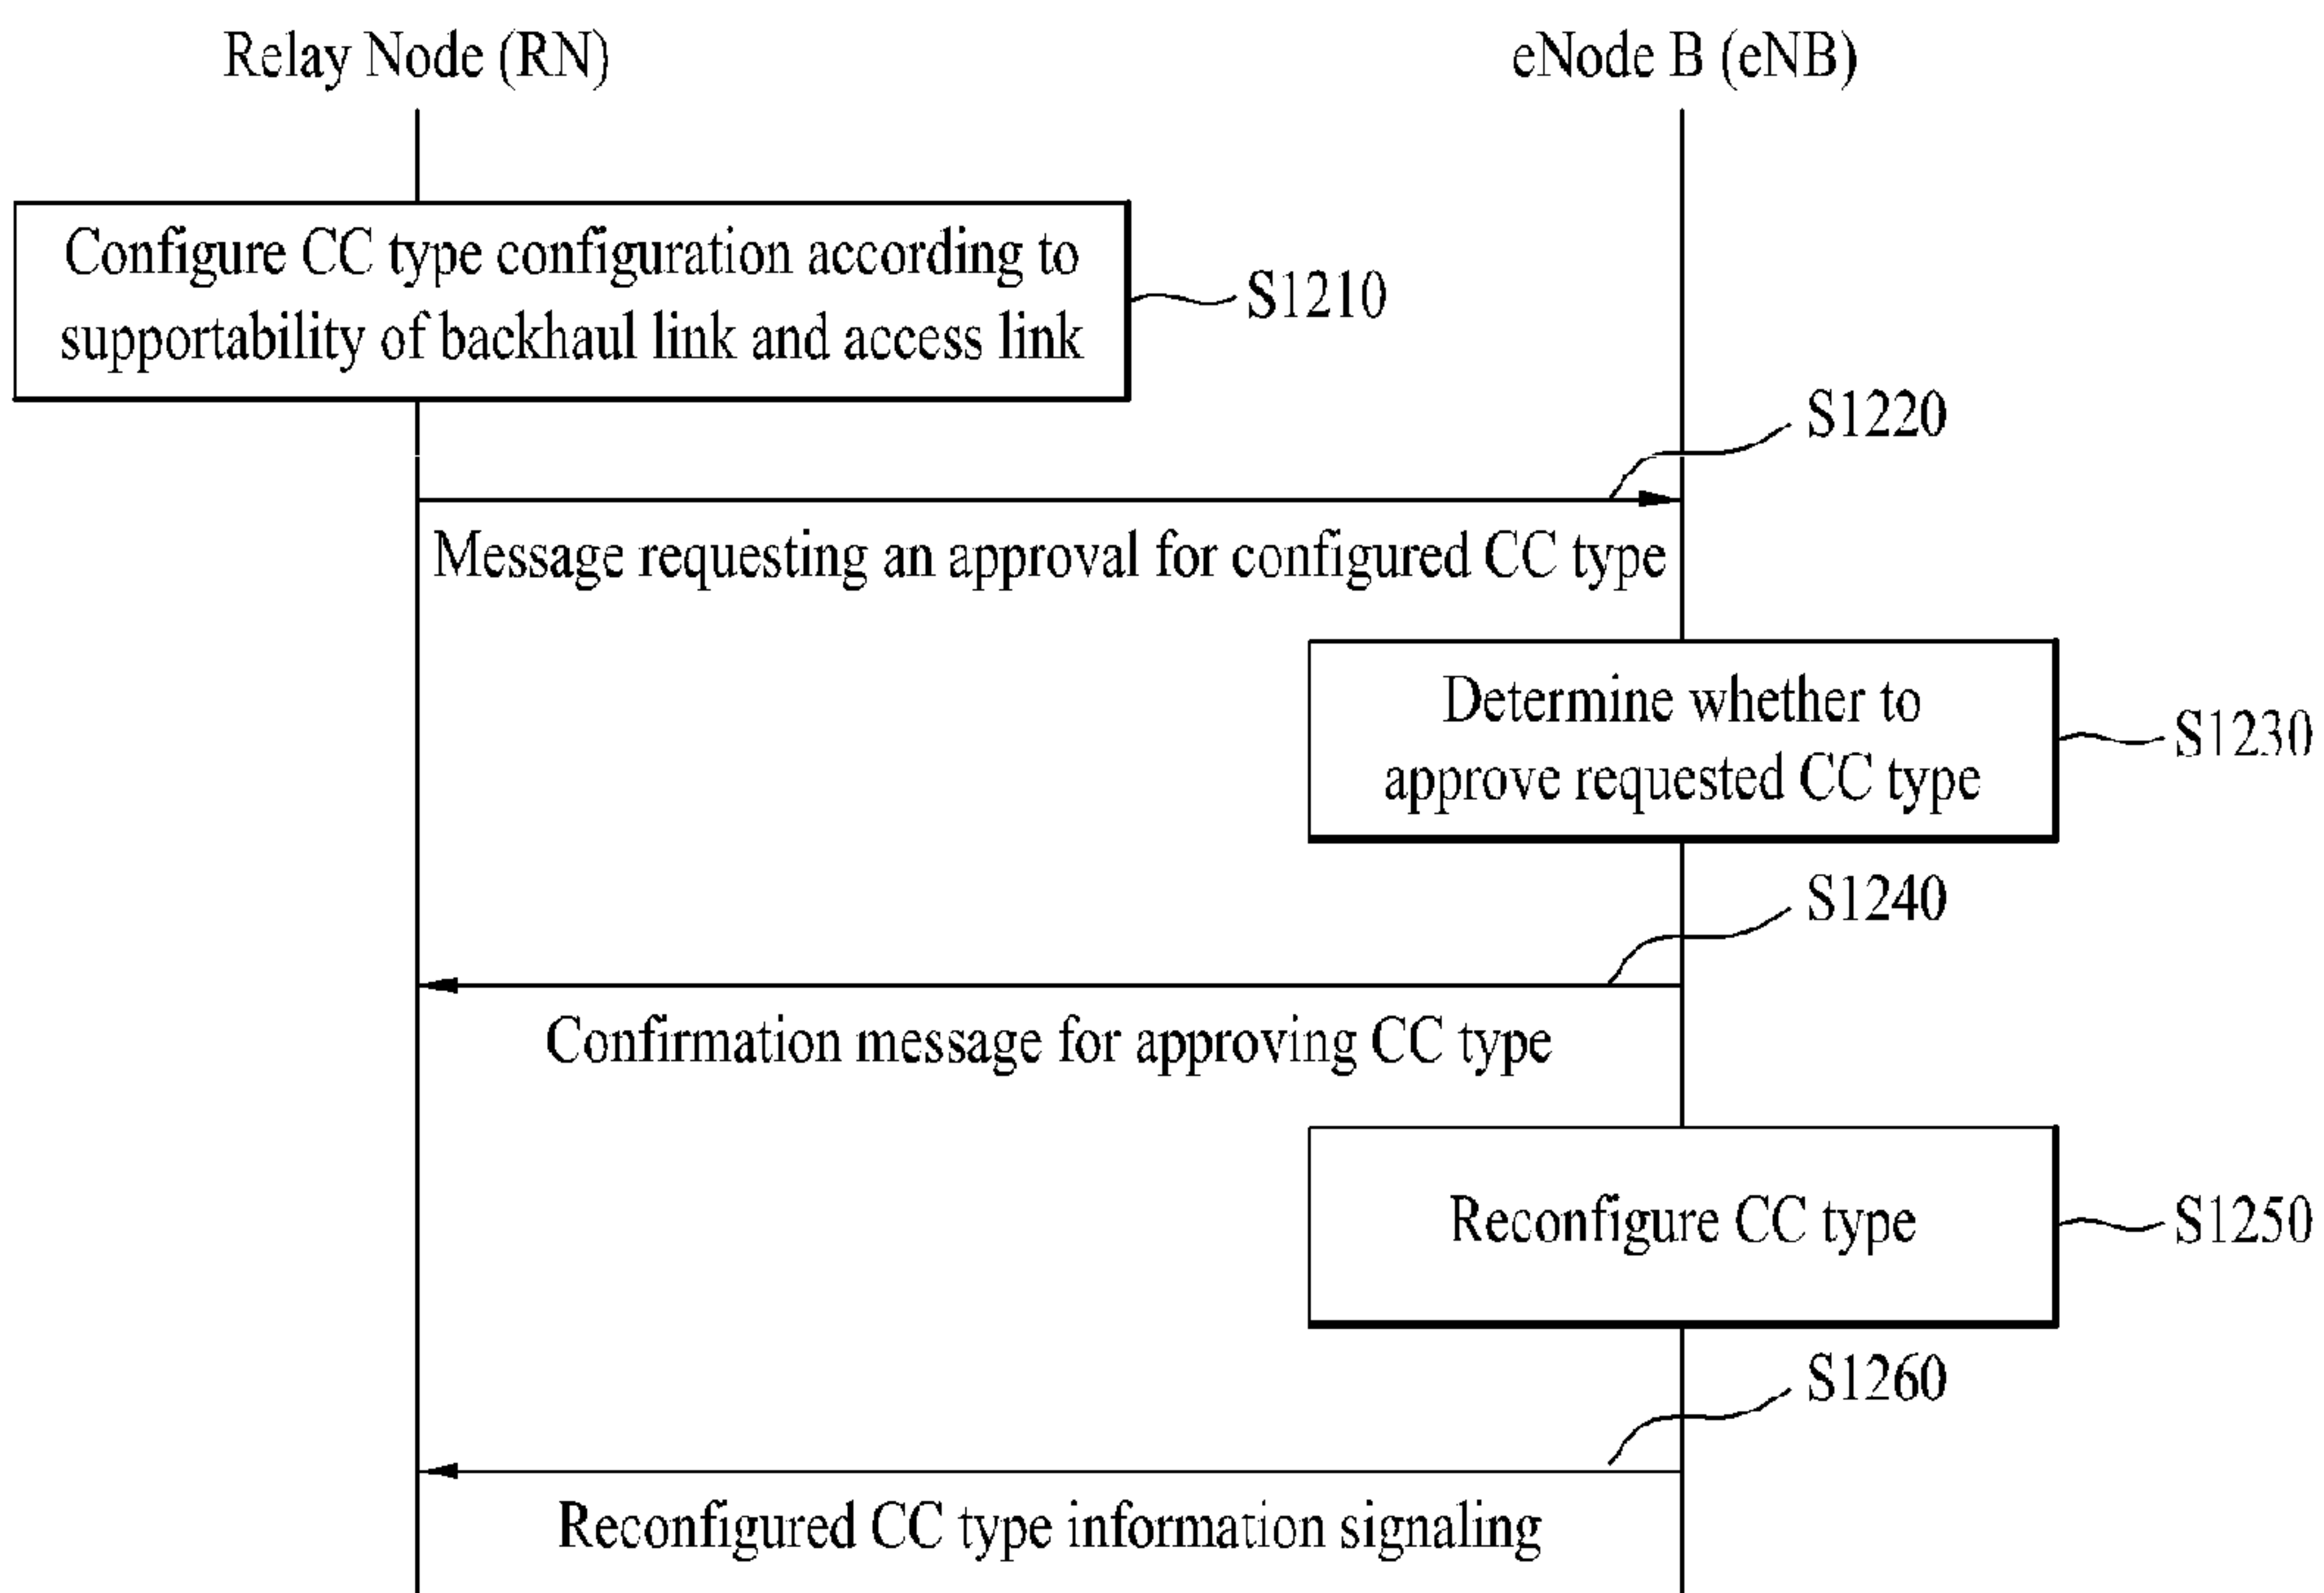 Relay Node (RN)
eNode B (eNB)
Configure CC type configuration according to
supportability of backhaul link and access link
S1210
S1220
Message requesting an approval for configured CC type
Determine whether to
approve requested CC type
S1230
S1240
Confirmation message for approving CC type
Reconfigure CC type
S1250
S1260
Reconfigured CC type information signaling